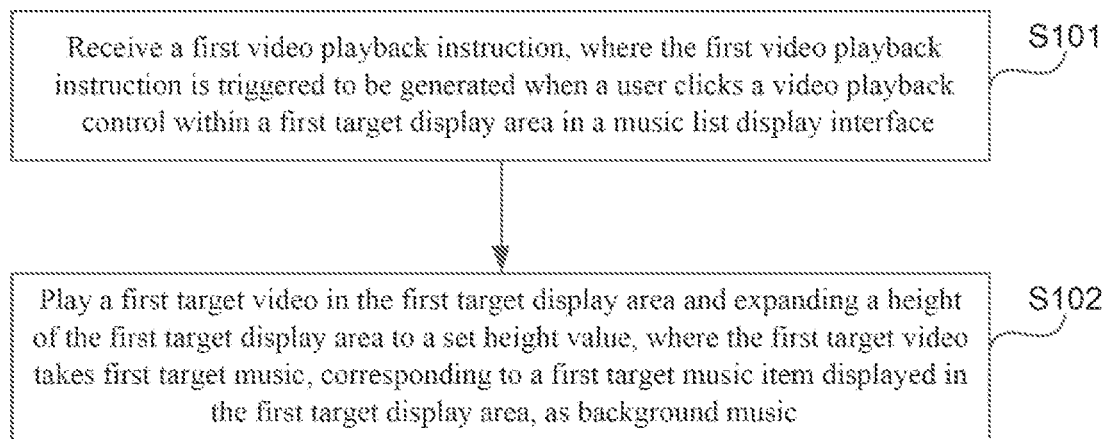 Receive a first video playback instruction, where the first video playback
instruction is triggered to be generated when a user clicks a video playback
control within a first target display area in a music list display interface
S101
Play a first target video in the first target display area and expanding a height
of the first target display area to a set height value, where the first target video
takes first target music, corresponding to a first target music item displayed in
the first target display area, as background music
S102